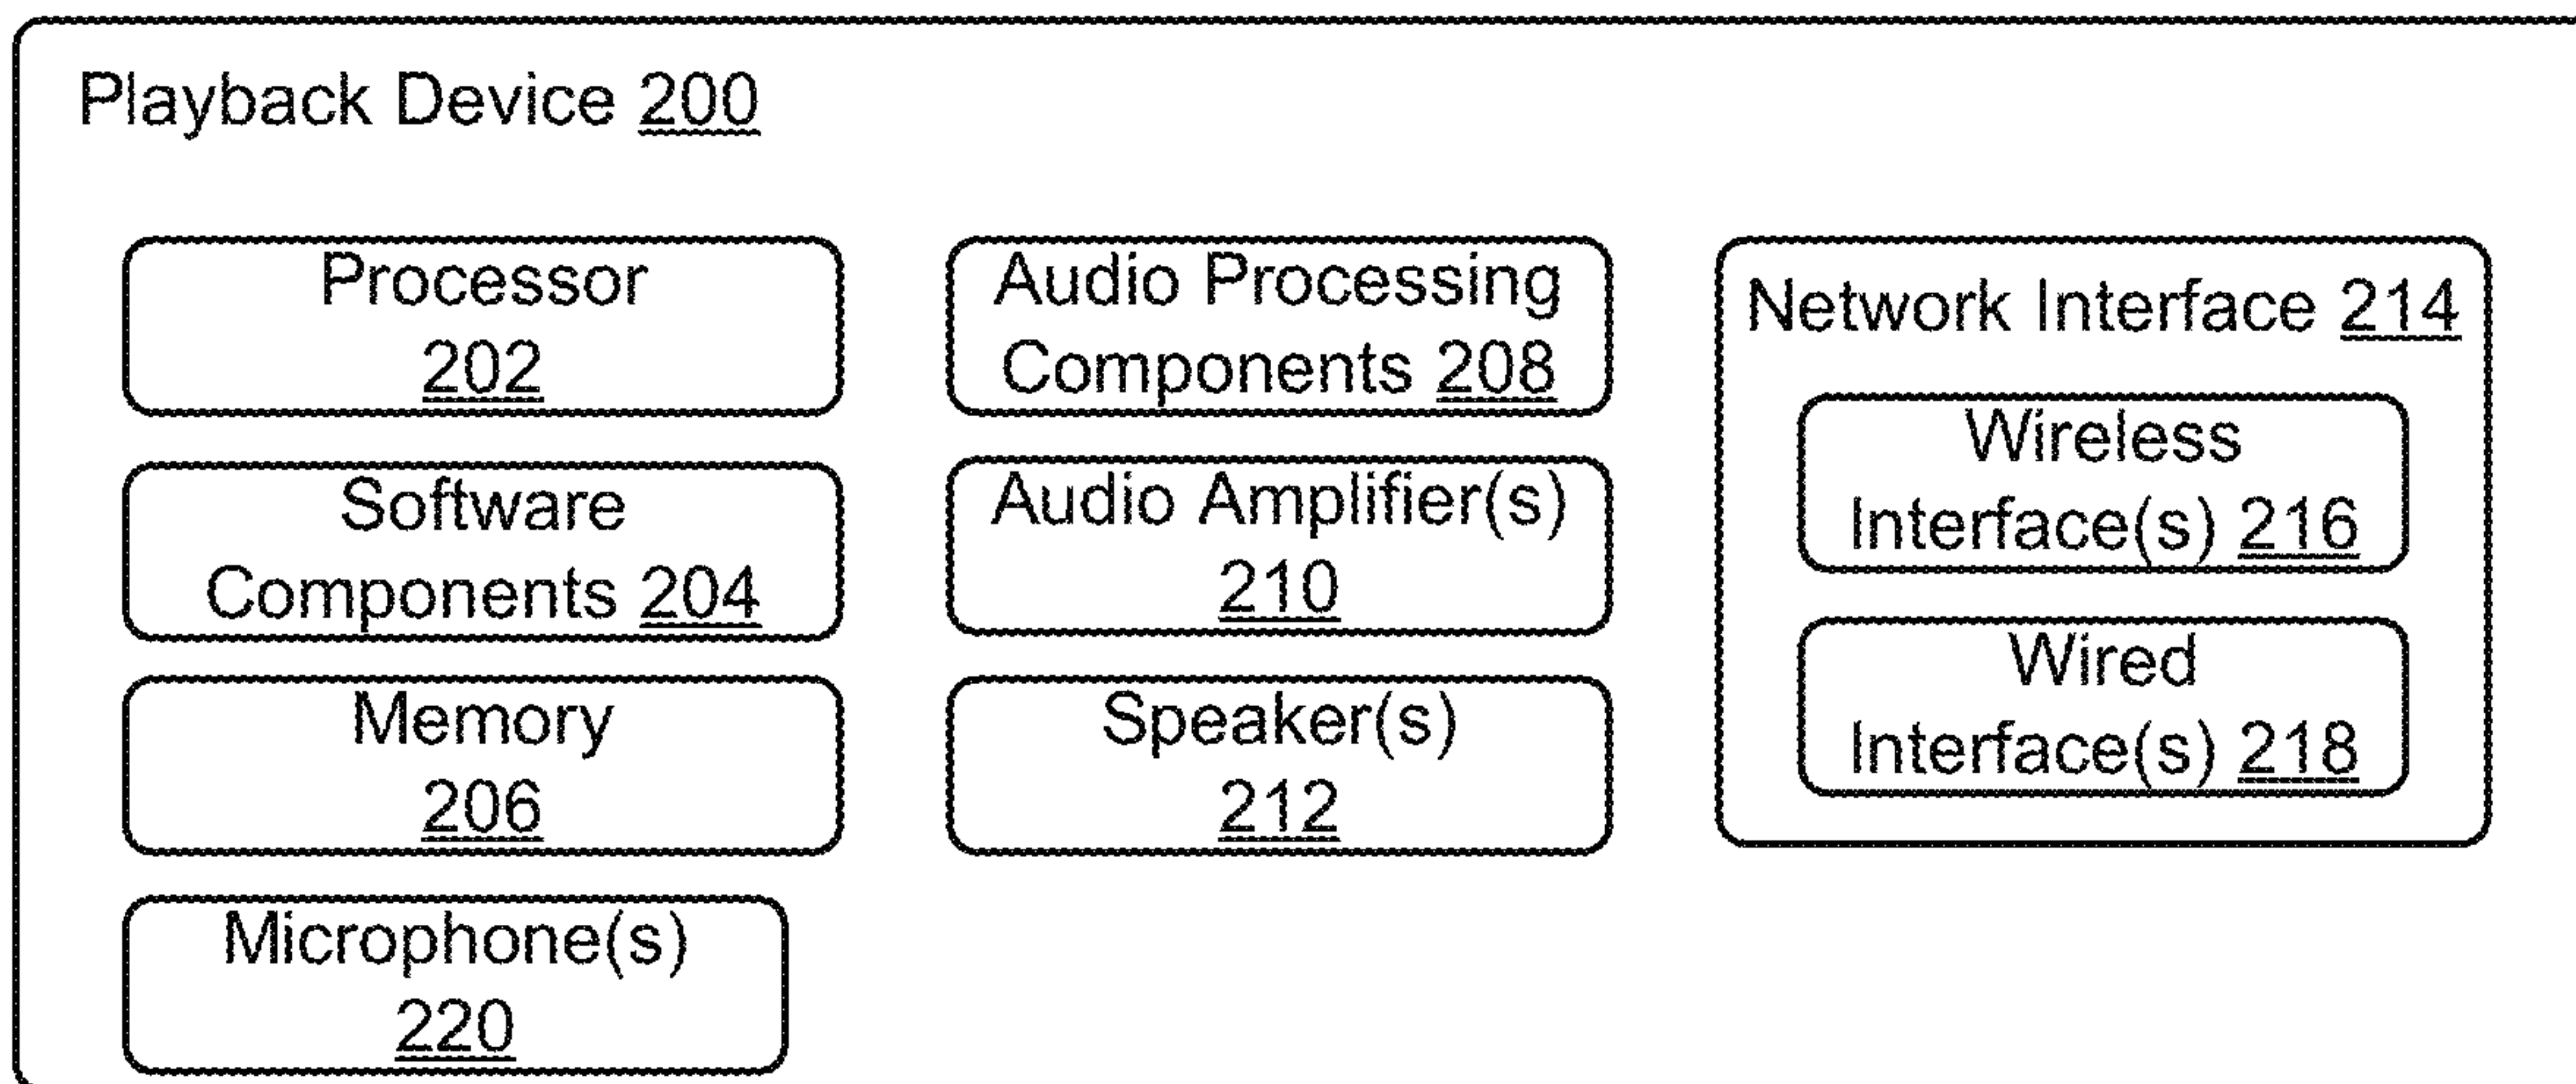 Playback Device 200
Processor
202
Software
Components 204
Memory
206
Microphone(s)
220
Audio Processing
Components 208
Audio Amplifier(s)
210
Speaker(s)
212
Network Interface 214
Wireless
Interface(s) 216
Wired
Interface(s) 218